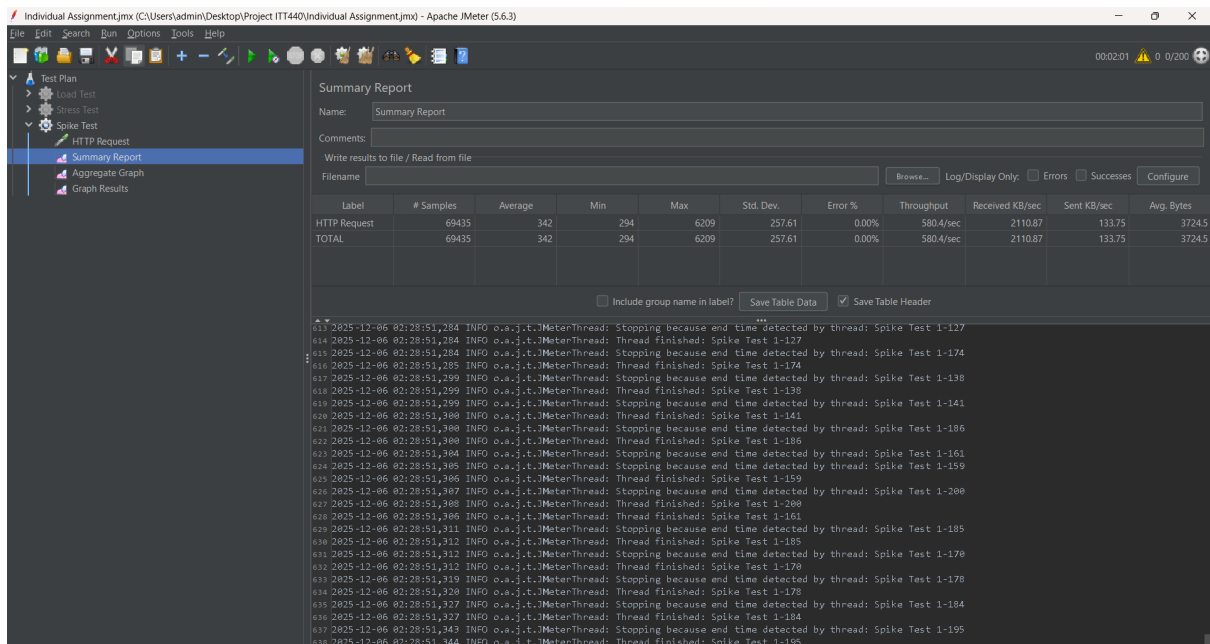 Individual Assignment.jmx (C:\Users\admin\Desktop\Project ITT440\Individual Assignment.jmx) - Apache JMeter (5.6.3)
File Edit Search Run Options Tools Help
00:02:01 0 0/200
Test Plan
Load Test
Stress Test
Spike Test
HTTP Request
Summary Report
Aggregate Graph
Graph Results
Summary Report
Name: Summary Report
Comments:
Write results to file / Read from file
Filename Browse... Log/Display Only: Errors Successes Configure
Label # Samples Average Min Max Std. Dev. Error % Throughput Received KB/sec Sent KB/sec Avg. Bytes
HTTP Request 69435 342 294 6209 257.61 0.00% 580.4/sec 2110.87 133.75 3724.5
TOTAL 69435 342 294 6209 257.61 0.00% 580.4/sec 2110.87 133.75 3724.5
Include group name in label? Save Table Data Save Table Header
613 2025-12-06 02:28:51,284 INFO o.a.j.t.JMeterThread: Stopping because end time detected by thread: Spike Test 1-127
614 2025-12-06 02:28:51,284 INFO o.a.j.t.JMeterThread: Thread finished: Spike Test 1-127
615 2025-12-06 02:28:51,284 INFO o.a.j.t.JMeterThread: Stopping because end time detected by thread: Spike Test 1-174
616 2025-12-06 02:28:51,285 INFO o.a.j.t.JMeterThread: Thread finished: Spike Test 1-174
617 2025-12-06 02:28:51,299 INFO o.a.j.t.JMeterThread: Stopping because end time detected by thread: Spike Test 1-138
618 2025-12-06 02:28:51,299 INFO o.a.j.t.JMeterThread: Thread finished: Spike Test 1-138
619 2025-12-06 02:28:51,299 INFO o.a.j.t.JMeterThread: Stopping because end time detected by thread: Spike Test 1-141
620 2025-12-06 02:28:51,300 INFO o.a.j.t.JMeterThread: Thread finished: Spike Test 1-141
621 2025-12-06 02:28:51,300 INFO o.a.j.t.JMeterThread: Stopping because end time detected by thread: Spike Test 1-186
622 2025-12-06 02:28:51,300 INFO o.a.j.t.JMeterThread: Thread finished: Spike Test 1-186
623 2025-12-06 02:28:51,304 INFO o.a.j.t.JMeterThread: Stopping because end time detected by thread: Spike Test 1-161
624 2025-12-06 02:28:51,305 INFO o.a.j.t.JMeterThread: Stopping because end time detected by thread: Spike Test 1-159
625 2025-12-06 02:28:51,306 INFO o.a.j.t.JMeterThread: Thread finished: Spike Test 1-159
626 2025-12-06 02:28:51,307 INFO o.a.j.t.JMeterThread: Stopping because end time detected by thread: Spike Test 1-200
627 2025-12-06 02:28:51,308 INFO o.a.j.t.JMeterThread: Thread finished: Spike Test 1-200
628 2025-12-06 02:28:51,306 INFO o.a.j.t.JMeterThread: Thread finished: Spike Test 1-161
629 2025-12-06 02:28:51,311 INFO o.a.j.t.JMeterThread: Stopping because end time detected by thread: Spike Test 1-185
630 2025-12-06 02:28:51,312 INFO o.a.j.t.JMeterThread: Thread finished: Spike Test 1-185
631 2025-12-06 02:28:51,312 INFO o.a.j.t.JMeterThread: Stopping because end time detected by thread: Spike Test 1-170
632 2025-12-06 02:28:51,312 INFO o.a.j.t.JMeterThread: Thread finished: Spike Test 1-170
633 2025-12-06 02:28:51,319 INFO o.a.j.t.JMeterThread: Stopping because end time detected by thread: Spike Test 1-178
634 2025-12-06 02:28:51,320 INFO o.a.j.t.JMeterThread: Thread finished: Spike Test 1-178
635 2025-12-06 02:28:51,327 INFO o.a.j.t.JMeterThread: Stopping because end time detected by thread: Spike Test 1-184
636 2025-12-06 02:28:51,327 INFO o.a.j.t.JMeterThread: Thread finished: Spike Test 1-184
637 2025-12-06 02:28:51,343 INFO o.a.j.t.JMeterThread: Stopping because end time detected by thread: Spike Test 1-195
638 2025-12-06 02:28:51,344 INFO o.a.j.t.JMeterThread: Thread finished: Spike Test 1-195